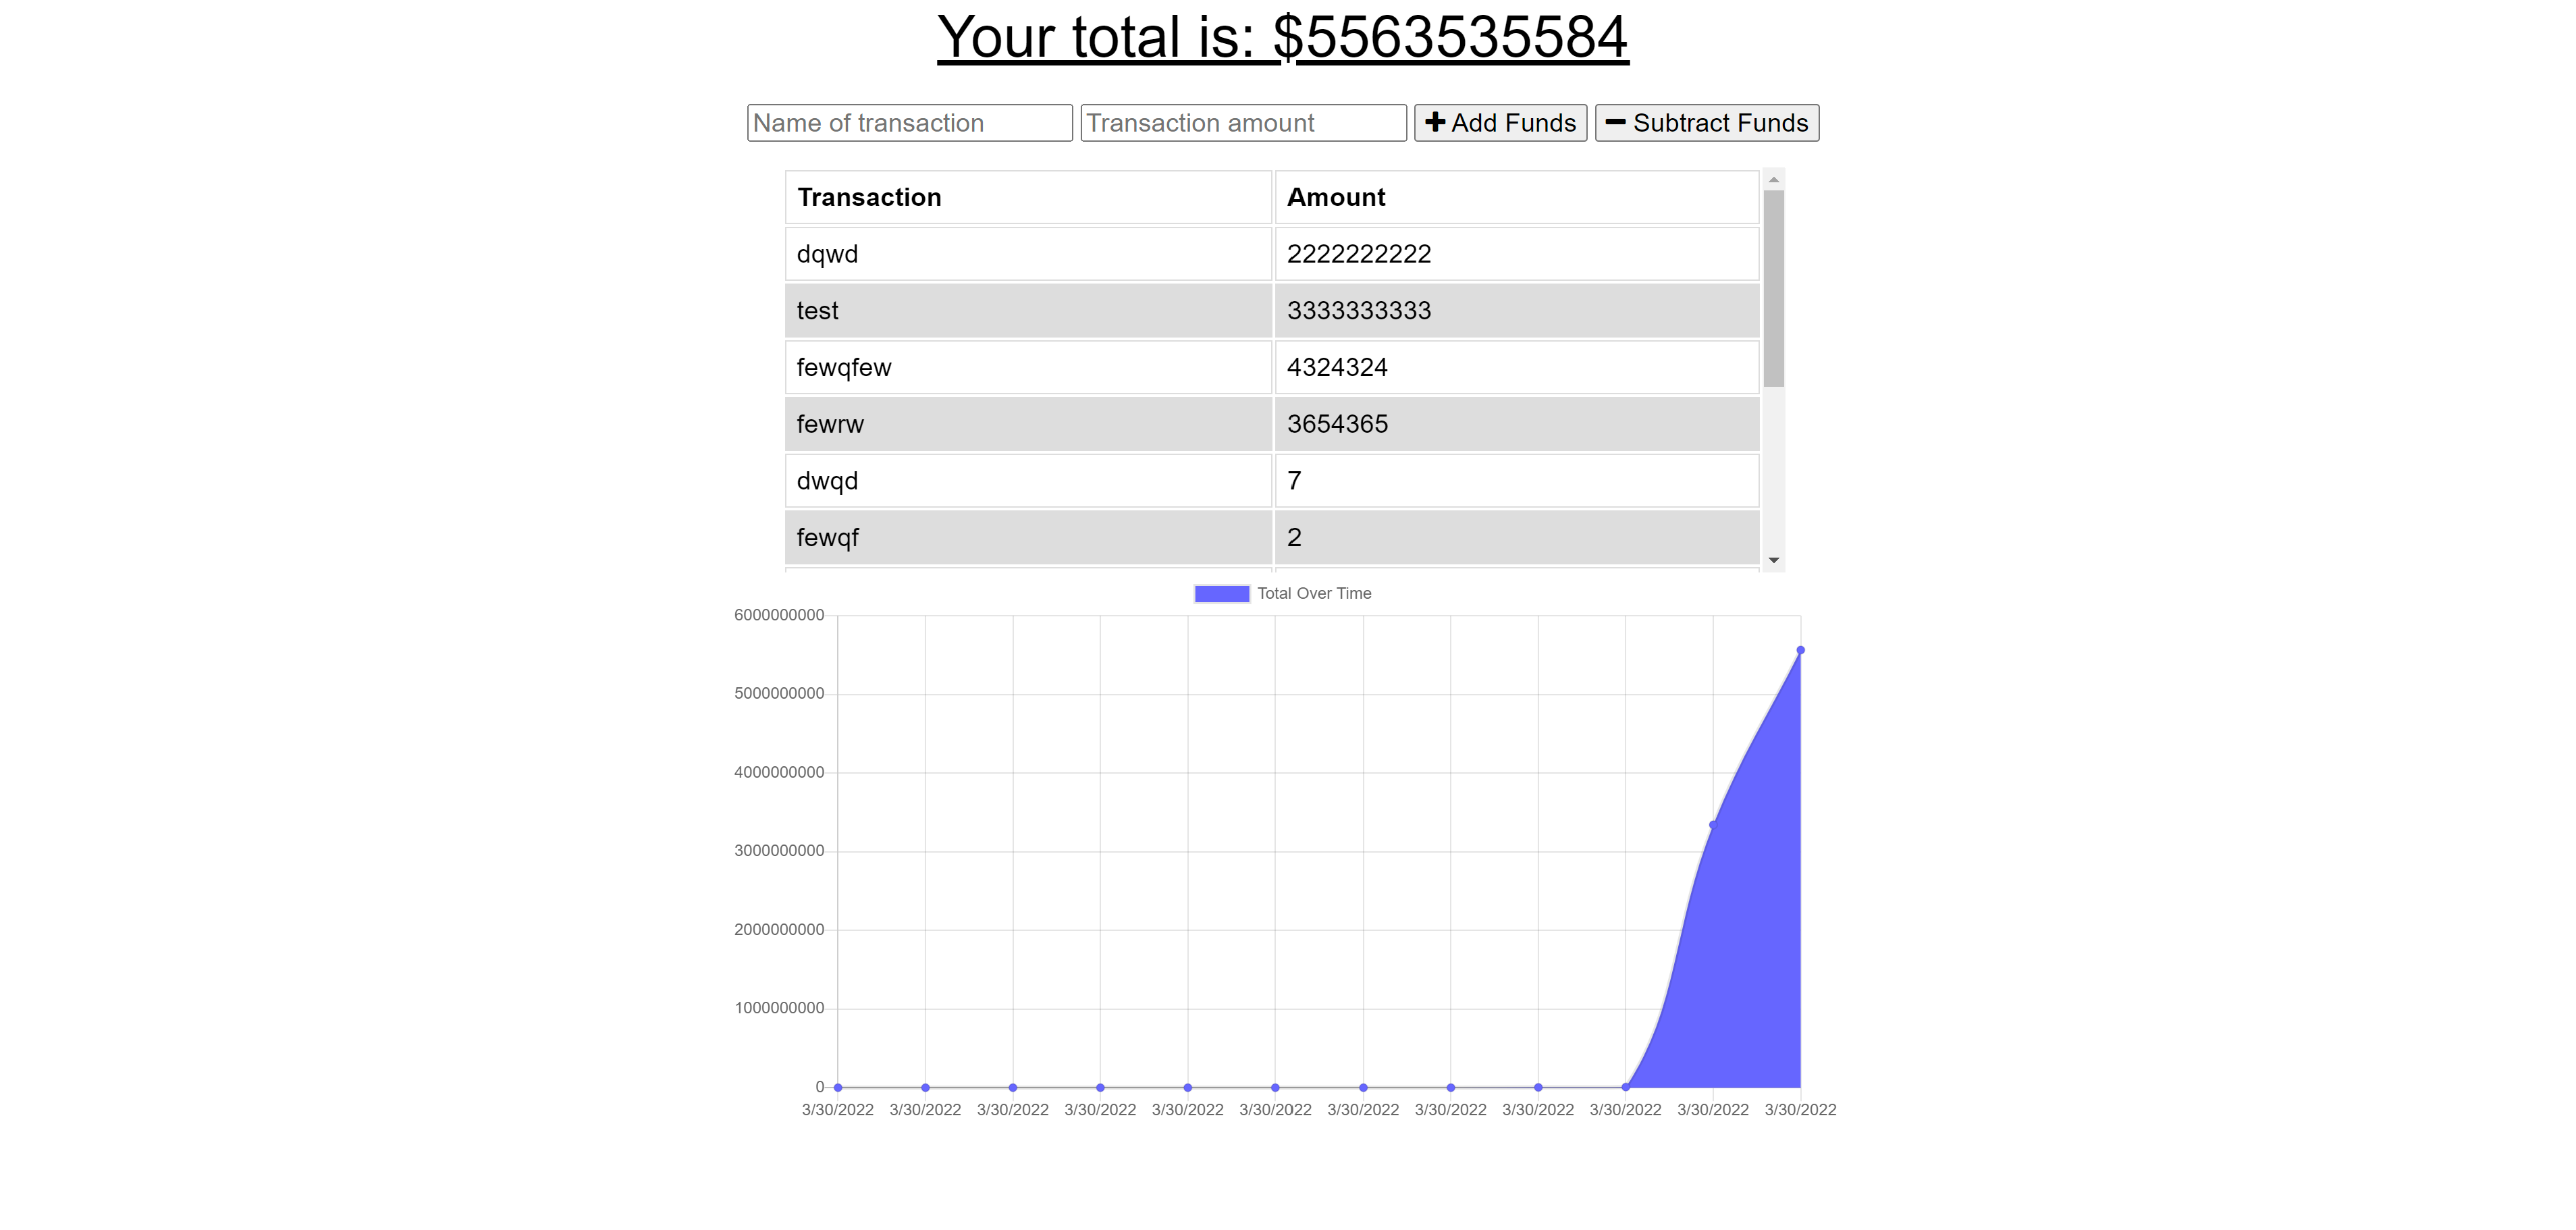 Your total is: $5563535584
Name of transaction Transaction amount Add Funds Subtract Funds
Transaction Amount
dqwd 2222222222
test 3333333333
fewqfew 4324324
fewrw 3654365
dwqd 7
fewqf 2
Total Over Time
6000000000
5000000000
4000000000
3000000000
2000000000
1000000000
0
3/30/2022 3/30/2022 3/30/2022 3/30/2022 3/30/2022 3/30/2022 3/30/2022 3/30/2022 3/30/2022 3/30/2022 3/30/2022 3/30/2022